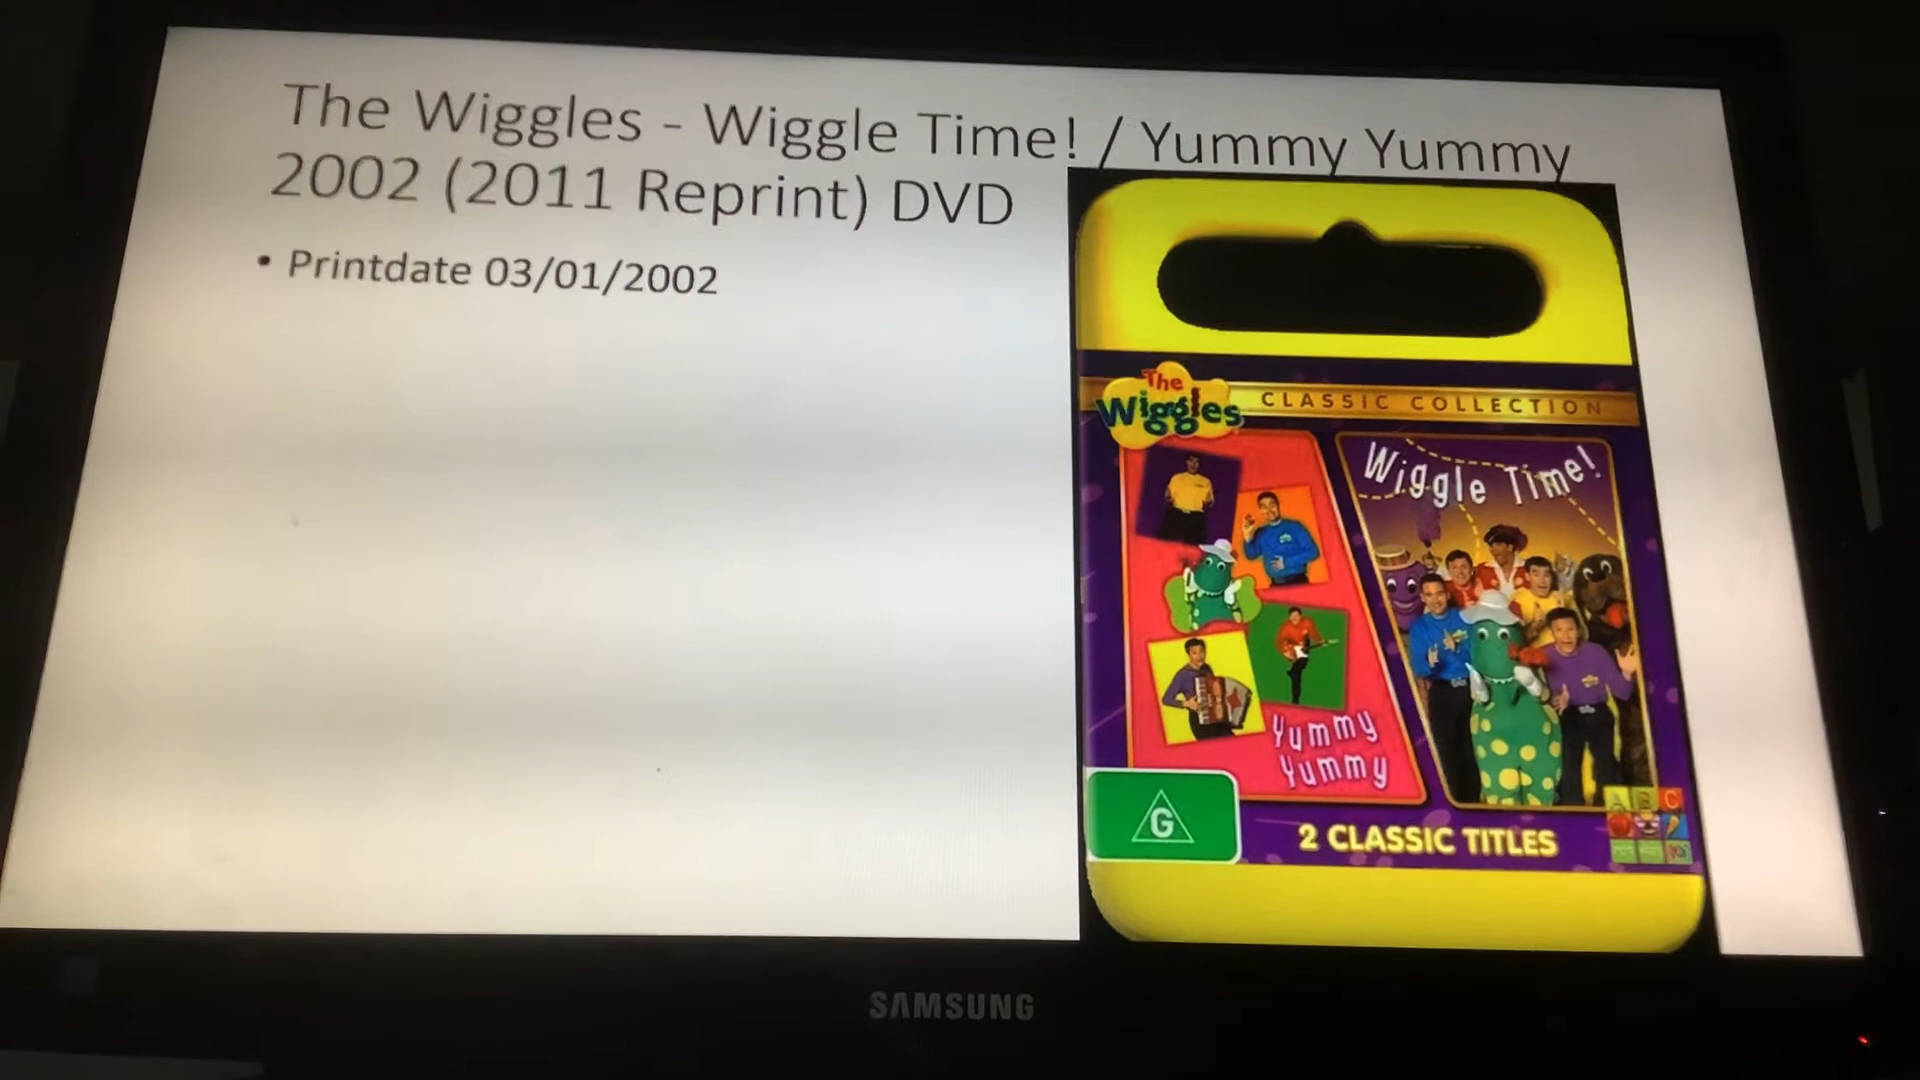 The Wiggles - Wiggle Time! / Yummy Yummy
2002 (2011 Reprint) DVD
• Printdate 03/01/2002
The
Wiggles
CLASSIC COLLECTION
Wiggle Time!
Yummy
Yummy
G
2 CLASSIC TITLES
SAMSUNG